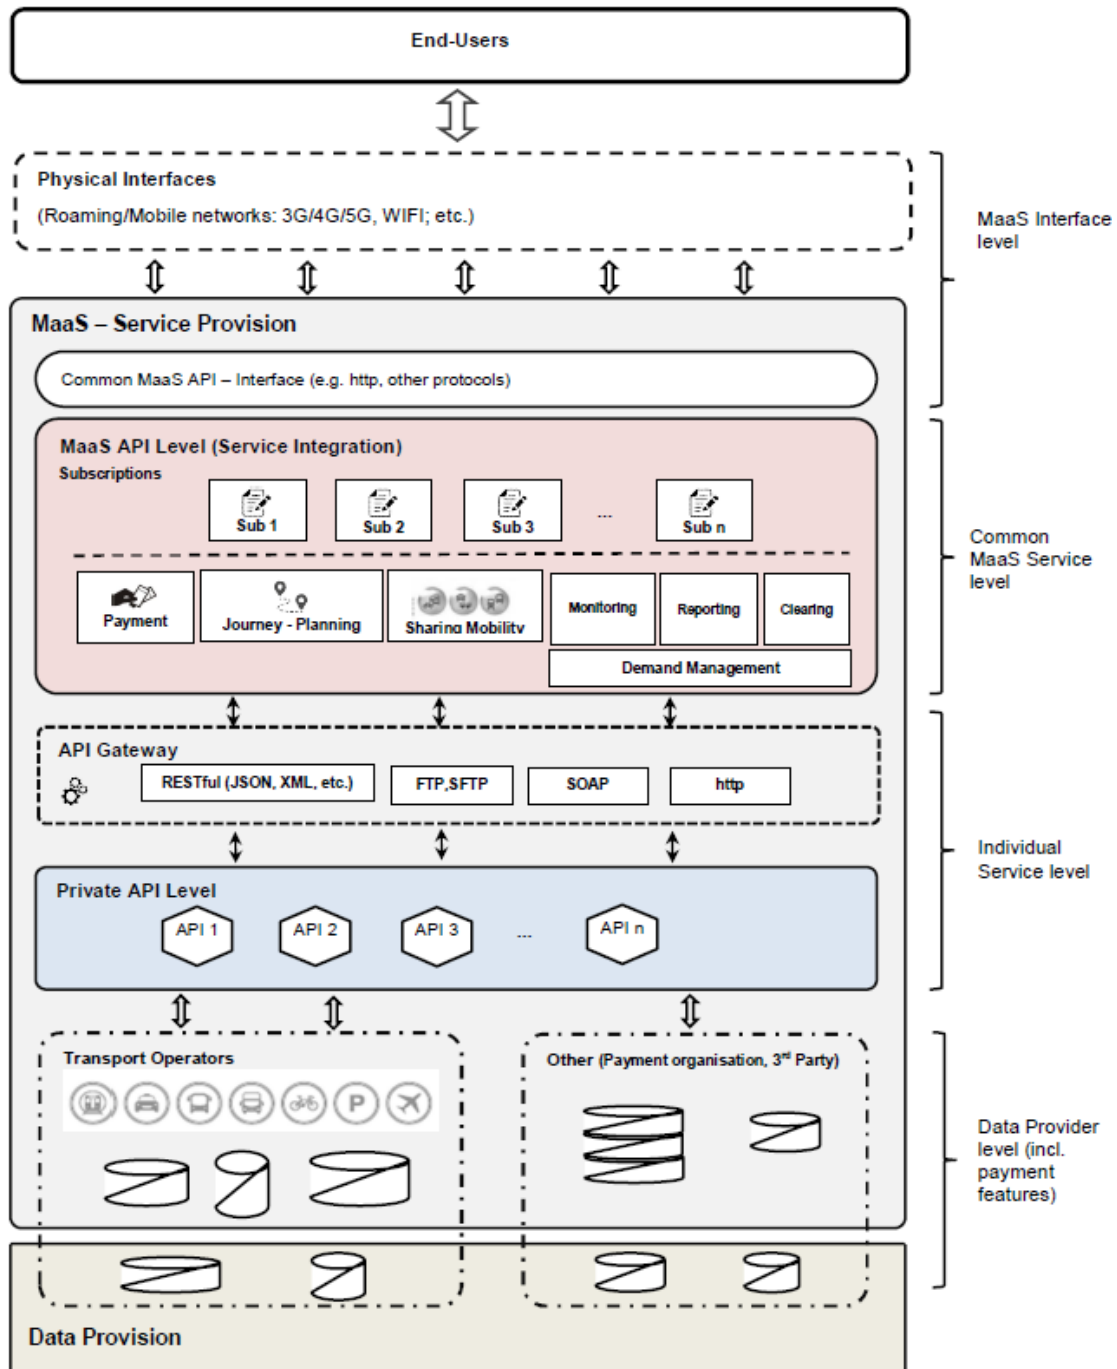 End-Users
Physical Interfaces
(Roaming/Mobile networks: 3G/4G/5G, WIFI; etc.)
MaaS Interface
level
MaaS – Service Provision
Common MaaS API – Interface (e.g. http, other protocols)
MaaS API Level (Service Integration)
Subscriptions
Sub 1
Sub 2
Sub 3
...
Sub n
Common
MaaS Service
level
Payment
Journey - Planning
Sharing Mobility
Monitoring
Reporting
Clearing
Demand Management
API Gateway
RESTful (JSON, XML, etc.)
FTP,SFTP
SOAP
http
Individual
Service level
Private API Level
API 1
API 2
API 3
...
API n
Transport Operators
P
Other (Payment organisation, 3rd Party)
Data Provider
level (incl.
payment
features)
Data Provision